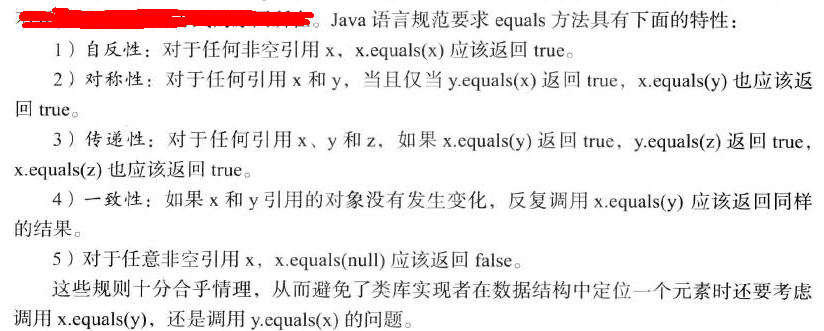 。Java 语言规范要求 equals 方法具有下面的特性：
1）自反性：对于任何非空引用 x，x.equals(x) 应该返回 true。
2）对称性：对于任何引用 x 和 y，当且仅当 y.equals(x) 返回 true，x.equals(y) 也应该返
回 true。
3）传递性：对于任何引用 x、y 和 z，如果 x.equals(y) 返回 true，y.equals(z) 返回 true，
x.equals(z) 也应该返回 true。
4）一致性：如果 x 和 y 引用的对象没有发生变化，反复调用 x.equals(y) 应该返回同样
的结果。
5）对于任意非空引用 x，x.equals(null) 应该返回 false。
这些规则十分合乎情理，从而避免了类库实现者在数据结构中定位一个元素时还要考虑
调用 x.equals(y)，还是调用 y.equals(x) 的问题。